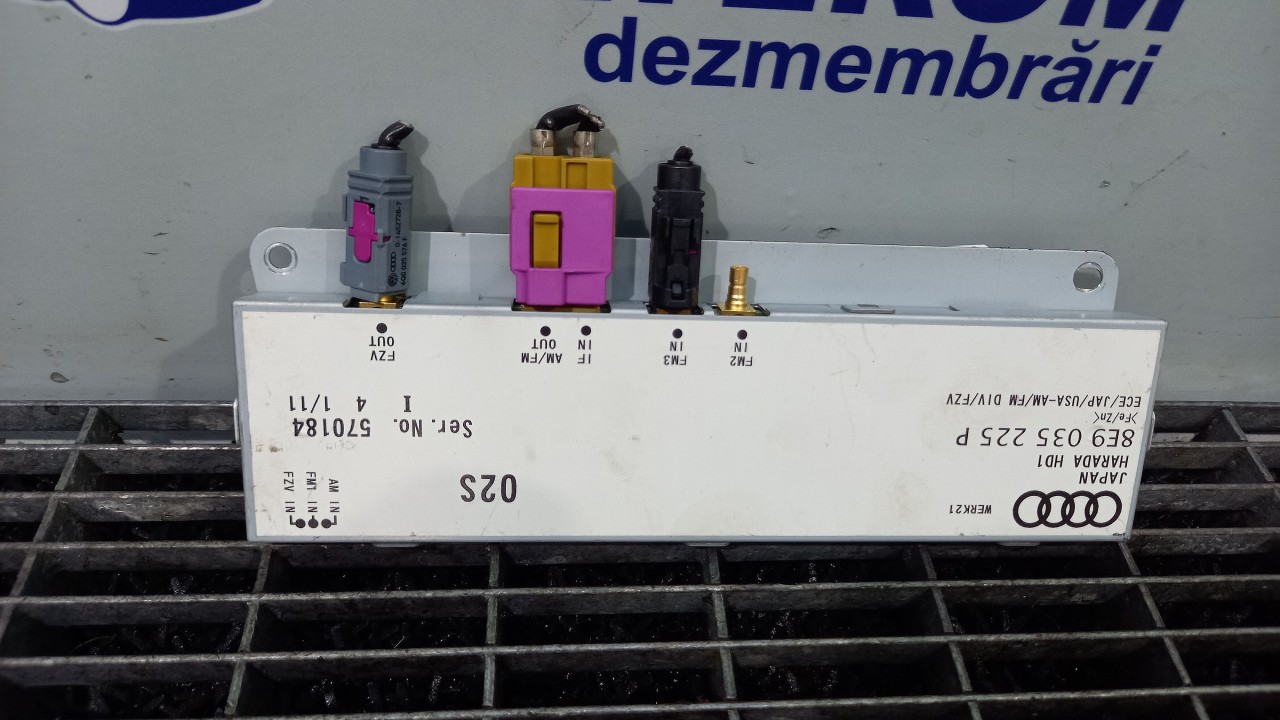 dezmembrări
WERK21
JAPAN
HARADA HD1
8E9 035 225 P
>Fe/Zn<
ECE/JAP/USA-AM/FM DIV/FZV
02S
Ser.No. 570184
I 4 1/11
AM IN
FM1 IN
FZV IN
FM2
IN
FM3
IN
IF
IN
AM/FM
OUT
FZV
OUT